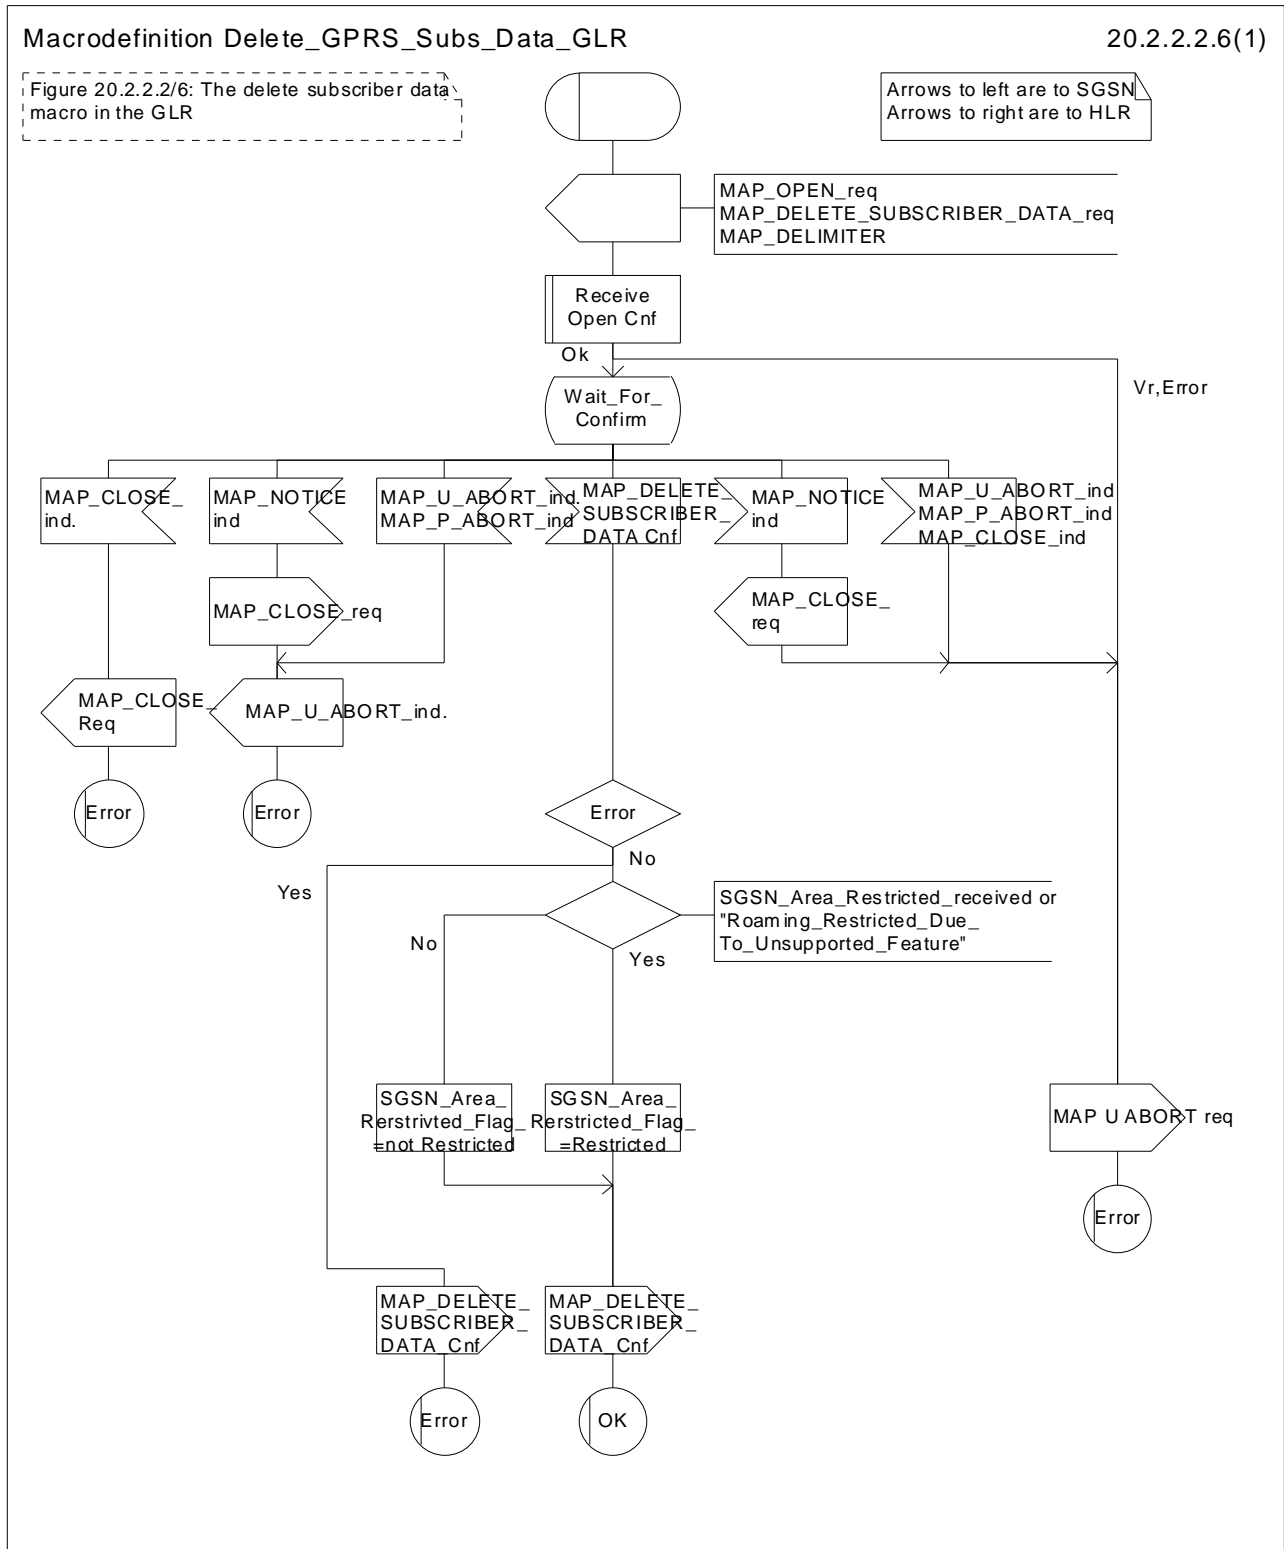 Macrodefinition Delete_GPRS_Subs_Data_GLR
20.2.2.2.6(1)
Figure 20.2.2.2/6: The delete subscriber data
macro in the GLR
Arrows to left are to SGSN
Arrows to right are to HLR
MAP_OPEN_req
MAP_DELETE_SUBSCRIBER_DATA_req
MAP_DELIMITER
Receive
Open Cnf
Ok
Vr,Error
Wait_For_
Confirm
MAP_CLOSE_
ind.
MAP_NOTICE
ind
MAP_U_ABORT_ind.
MAP_P_ABORT_ind
MAP_DELETE_
SUBSCRIBER_
DATA Cnf
MAP_NOTICE
ind
MAP_U_ABORT_ind
MAP_P_ABORT_ind
MAP_CLOSE_ind
MAP_CLOSE_req
MAP_CLOSE_
req
MAP_CLOSE_
Req
MAP_U_ABORT_ind.
Error
Error
Error
No
Yes
SGSN_Area_Restricted_received or
"Roaming_Restricted_Due_
To_Unsupported_Feature"
No
Yes
SGSN_Area_
Rerstrivted_Flag_
=not Restricted
SGSN_Area_
Rerstricted_Flag_
=Restricted
MAP U ABORT req
Error
MAP_DELETE_
SUBSCRIBER_
DATA_Cnf
MAP_DELETE_
SUBSCRIBER_
DATA_Cnf
Error
OK